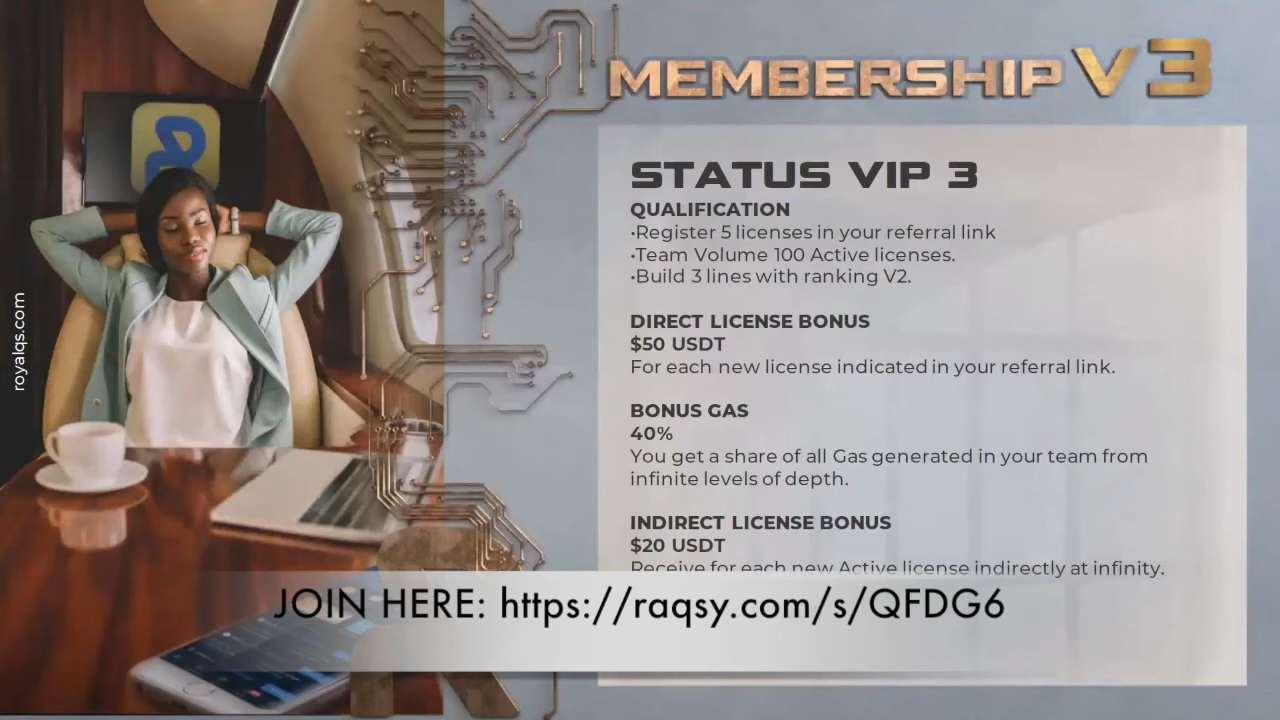 MEMBERSHIP V3
STATUS VIP 3
QUALIFICATION
•Register 5 licenses in your referral link
•Team Volume 100 Active licenses.
•Build 3 lines with ranking V2.
DIRECT LICENSE BONUS
$50 USDT
For each new license indicated in your referral link.
BONUS GAS
40%
You get a share of all Gas generated in your team from
infinite levels of depth.
INDIRECT LICENSE BONUS
$20 USDT
Receive for each new Active license indirectly at infinity.
JOIN HERE: https://raqsy.com/s/QFDG6
royalqs.com